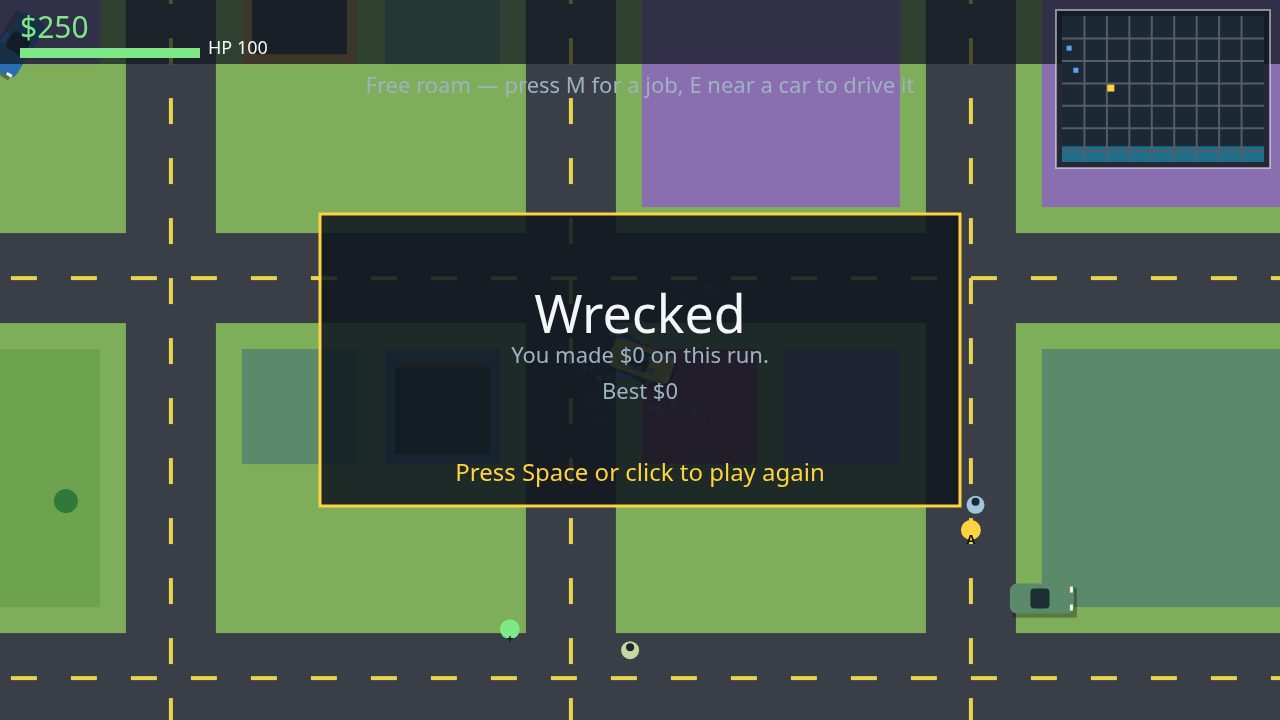 $250
HP 100
Free roam — press M for a job, E near a car to drive it
Wrecked
You made $0 on this run.
Best $0
Press Space or click to play again